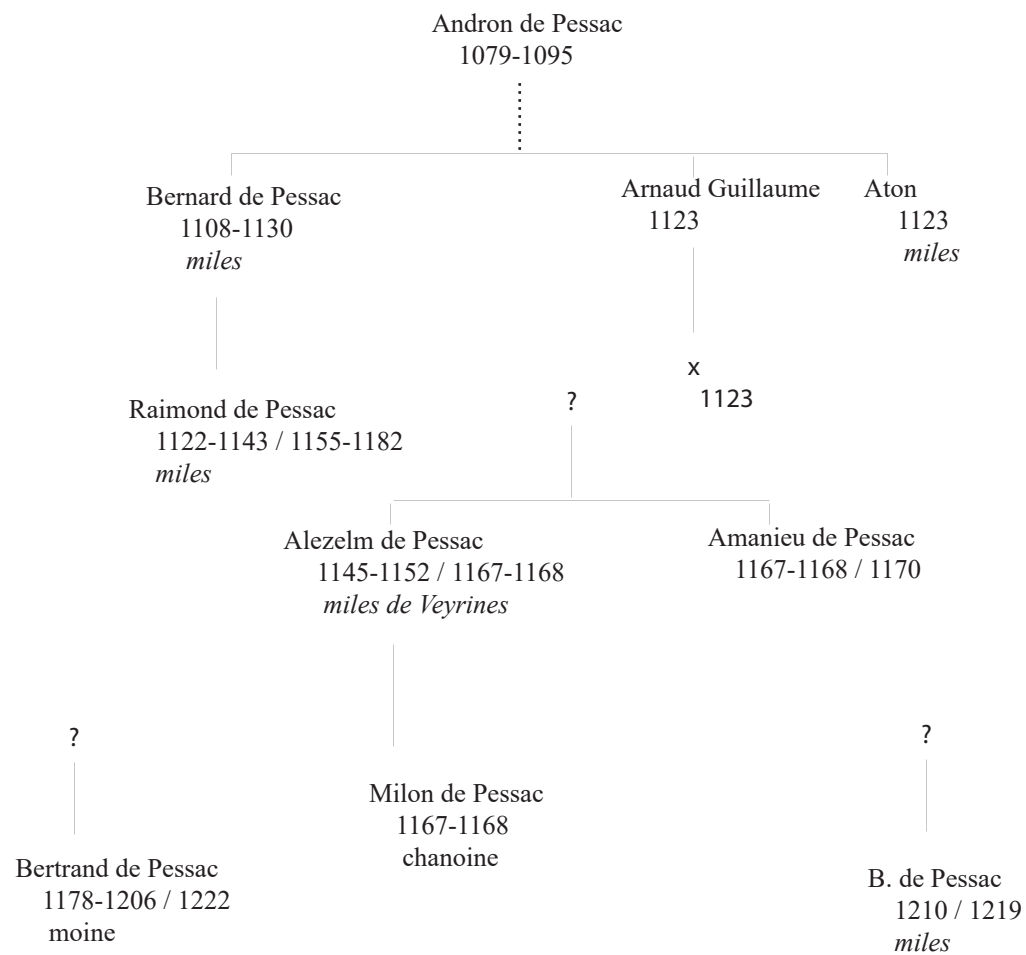 Andron de Pessac
1079-1095
Bernard de Pessac
1108-1130
miles
Arnaud Guillaume
1123
Aton
1123
miles
x
1123
?
Raimond de Pessac
1122-1143 / 1155-1182
miles
Alezelm de Pessac
1145-1152 / 1167-1168
miles de Veyrines
Amanieu de Pessac
1167-1168 / 1170
?
?
Milon de Pessac
1167-1168
chanoine
Bertrand de Pessac
1178-1206 / 1222
moine
B. de Pessac
1210 / 1219
miles